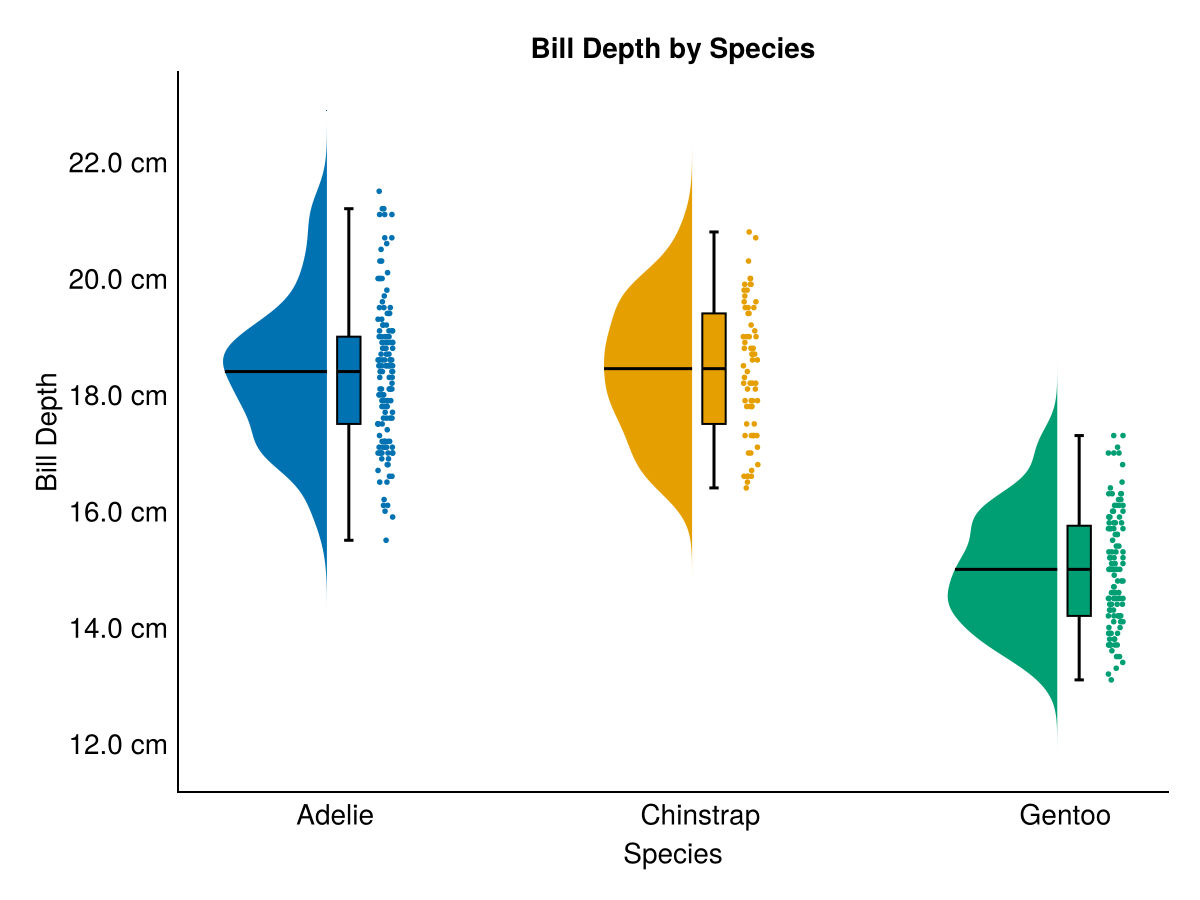 Bill Depth by Species
22.0 cm
20.0 cm
18.0 cm
16.0 cm
14.0 cm
12.0 cm
Bill Depth
Adelie
Chinstrap
Gentoo
Species